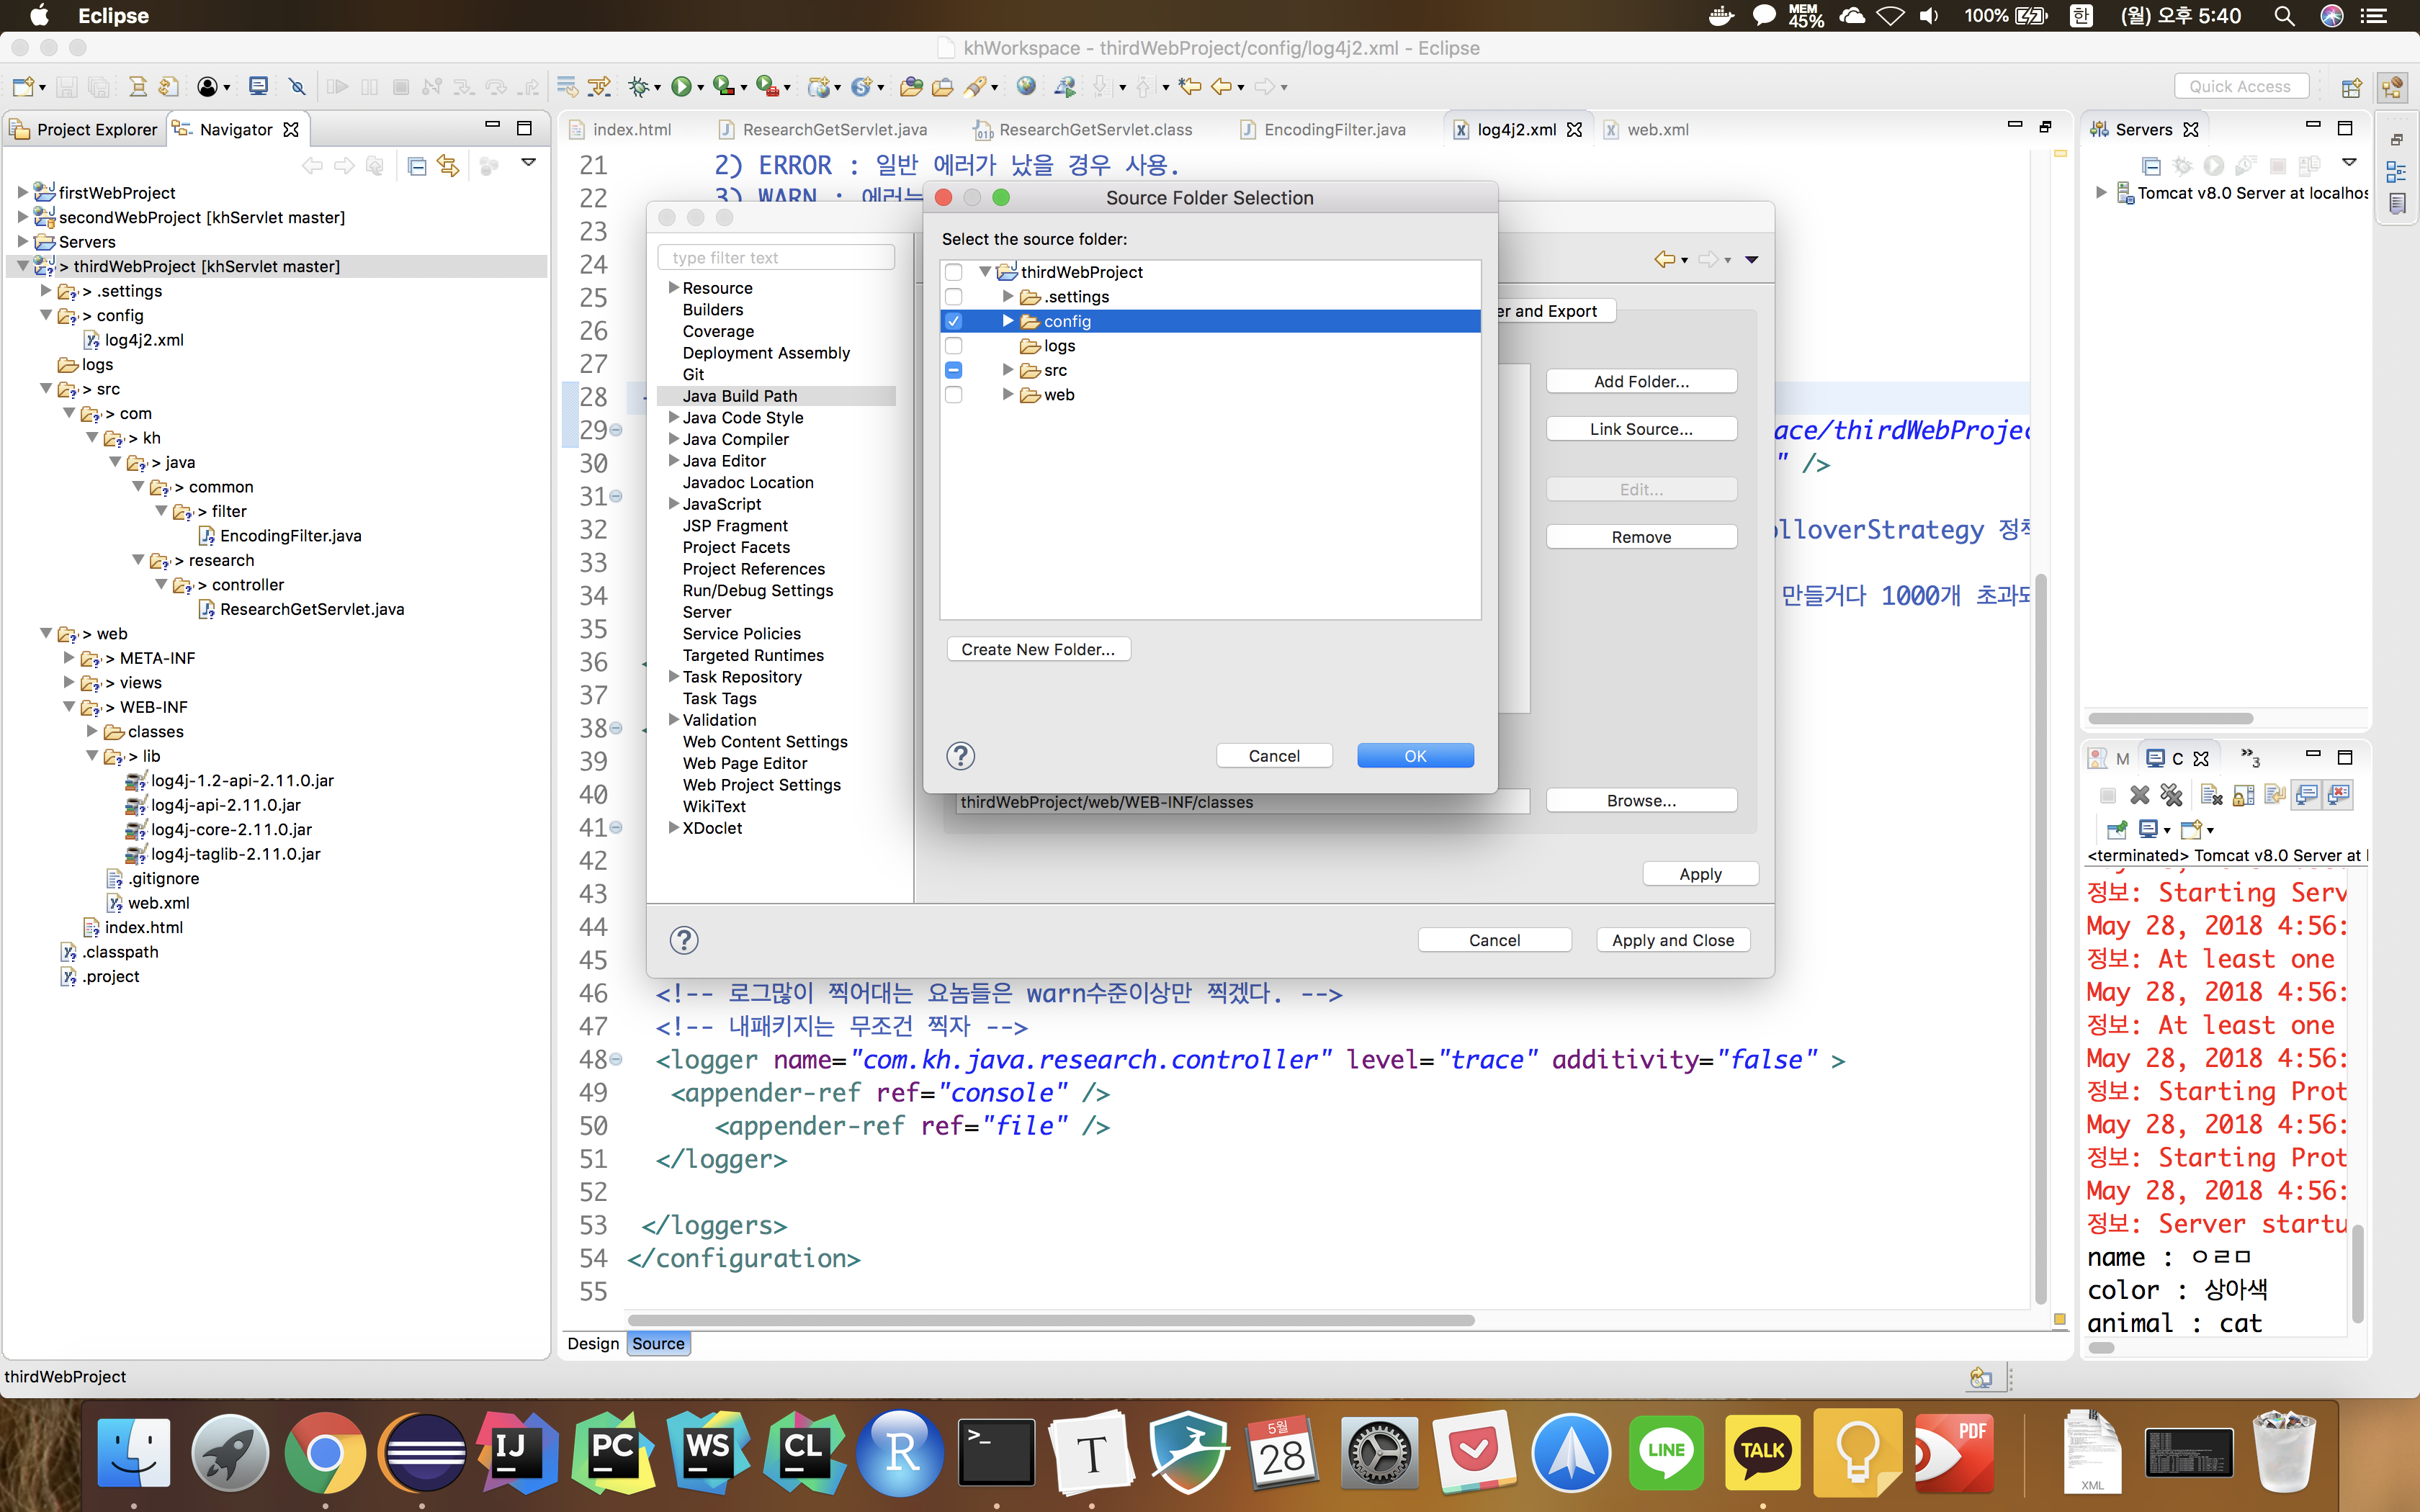 Eclipse
MEM
45%
100%
한
(월) 오후 5:40
khWorkspace - thirdWebProject/config/log4j2.xml - Eclipse
Quick Access
Project Explorer
Navigator
firstWebProject
secondWebProject [khServlet master]
Servers
> thirdWebProject [khServlet master]
> .settings
> config
log4j2.xml
logs
> src
> com
> kh
> java
> common
> filter
EncodingFilter.java
> research
> controller
ResearchGetServlet.java
> web
> META-INF
> views
> WEB-INF
classes
> lib
log4j-1.2-api-2.11.0.jar
log4j-api-2.11.0.jar
log4j-core-2.11.0.jar
log4j-taglib-2.11.0.jar
.gitignore
web.xml
index.html
.classpath
.project
index.html
ResearchGetServlet.java
ResearchGetServlet.class
EncodingFilter.java
log4j2.xml
web.xml
21 2) ERROR : 일반 에러가 났을 경우 사용.
22 3) WARN :
23
24
25
26
27
28
29 ace/thirdWebProjec
30 " />
31
32 olloverStrategy 정책
33
34 만들거다 1000개 초과되
35
36
37
38
39
40
41
42
43
44
45
46 <!-- 로그많이 찍어대는 요놈들은 warn수준이상만 찍겠다. -->
47 <!-- 내패키지는 무조건 찍자 -->
48 <logger name="com.kh.java.research.controller" level="trace" additivity="false" >
49 <appender-ref ref="console" />
50 <appender-ref ref="file" />
51 </logger>
52
53 </loggers>
54 </configuration>
55
Design
Source
type filter text
Resource
Builders
Coverage
Deployment Assembly
Git
Java Build Path
Java Code Style
Java Compiler
Java Editor
Javadoc Location
JavaScript
JSP Fragment
Project Facets
Project References
Run/Debug Settings
Server
Service Policies
Targeted Runtimes
Task Repository
Task Tags
Validation
Web Content Settings
Web Page Editor
Web Project Settings
WikiText
XDoclet
er and Export
Add Folder...
Link Source...
Edit...
Remove
thirdWebProject/web/WEB-INF/classes
Browse...
Apply
Cancel
Apply and Close
Source Folder Selection
Select the source folder:
thirdWebProject
.settings
config
logs
src
web
Create New Folder...
Cancel
OK
Servers
Tomcat v8.0 Server at localhos
M
C
3
<terminated> Tomcat v8.0 Server at l
정보: Starting Serv
May 28, 2018 4:56:
정보: At least one
May 28, 2018 4:56:
정보: At least one
May 28, 2018 4:56:
정보: Starting Prot
May 28, 2018 4:56:
정보: Starting Prot
May 28, 2018 4:56:
정보: Server startu
name : ㅇㄹㅁ
color : 상아색
animal : cat
thirdWebProject
IJ
PC
WS
CL
R
>_
T
5월
28
LINE
TALK
PDF
XML